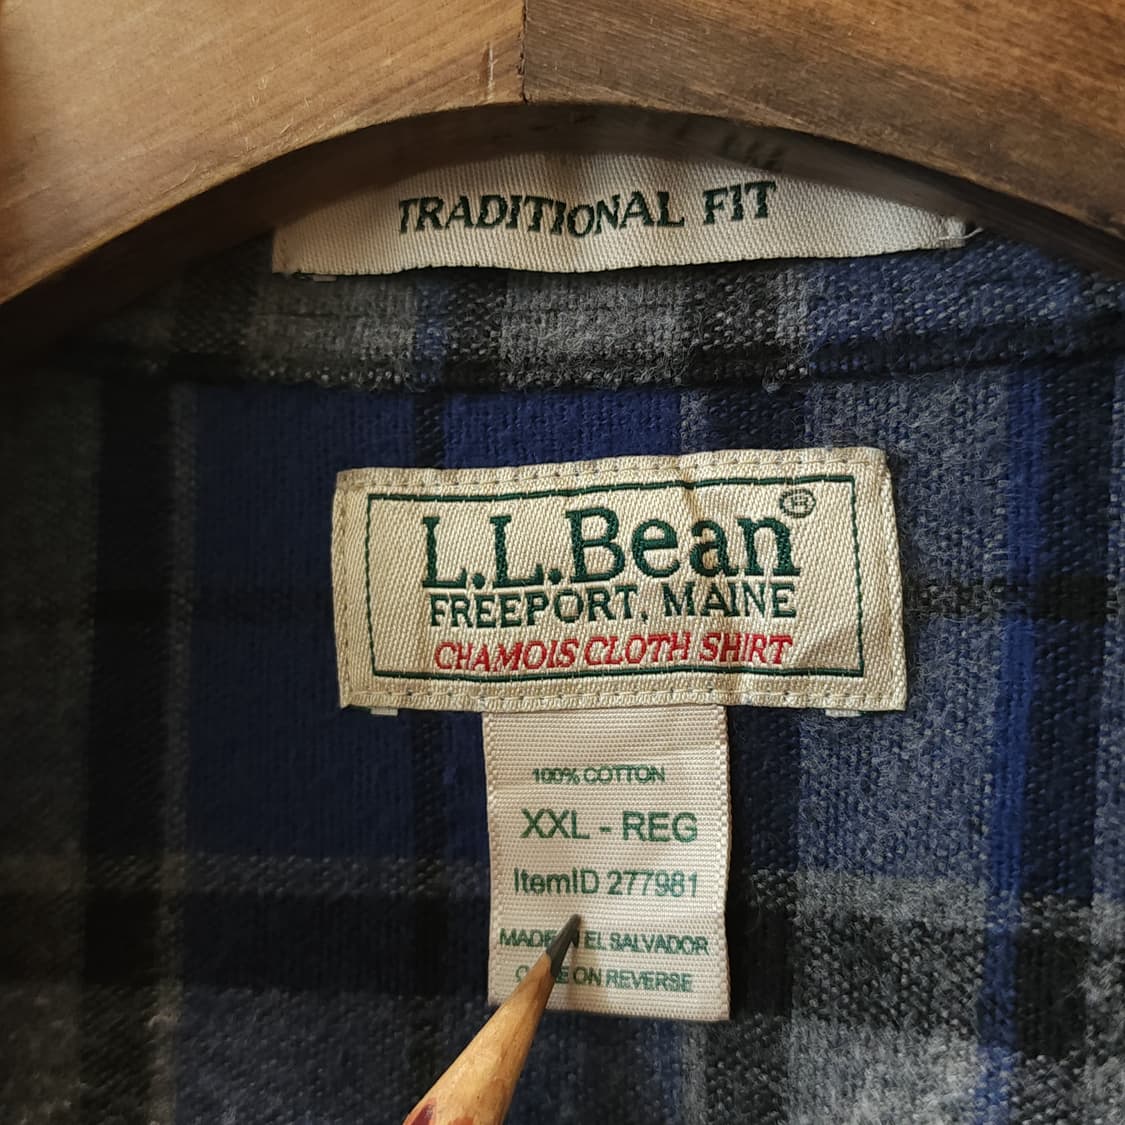 TRADITIONAL FIT
L.L.Bean®
FREEPORT, MAINE
CHAMOIS CLOTH SHIRT
100% COTTON
XXL - REG
ItemID 277981
MADE EL SALVADOR
ON REVERSE